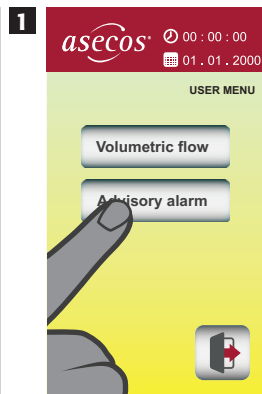 1
asecos®
00 : 00 : 00
01 . 01 . 2000
USER MENU
Volumetric flow
Advisory alarm